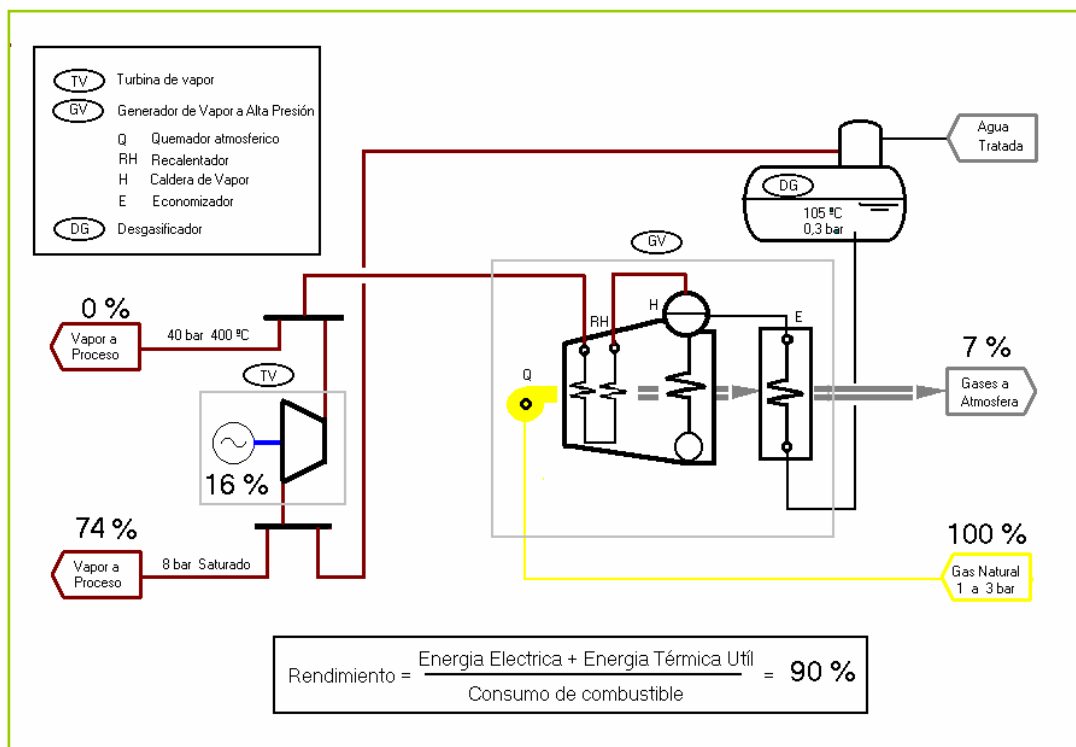 TV Turbina de vapor
GV Generador de Vapor a Alta Presión
Q Quemador atmosferico
RH Recalentador
H Caldera de Vapor
E Economizador
DG Desgasificador
Agua
Tratada
DG
105 ºC
0,3 bar
GV
0 %
Vapor a
Proceso
40 bar 400 ºC
RH
H
E
Q
7 %
Gases a
Atmosfera
TV
16 %
74 %
Vapor a
Proceso
8 bar Saturado
100 %
Gas Natural
1 a 3 bar
Rendimiento = Energia Electrica + Energia Térmica Utíl = 90 %
Consumo de combustible